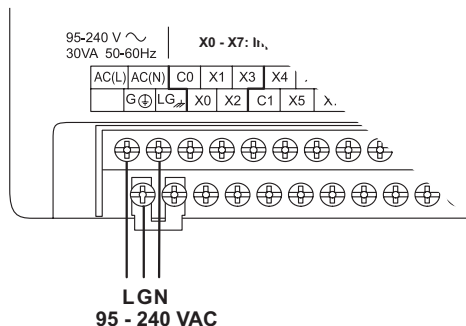 95-240 V
30VA 50-60Hz
X0 - X7:
AC(L) AC(N) C0 X1 X3 X4
G LG X0 X2 C1 X5
L G N
95 - 240 VAC